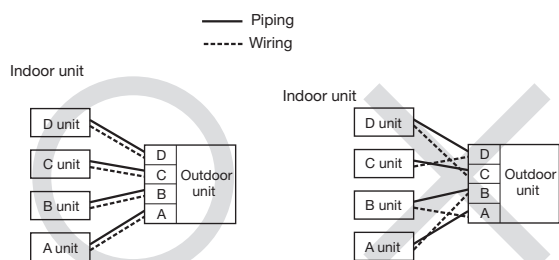 Piping
Wiring
Indoor unit
D unit
C unit
B unit
A unit
D
C
B
A
Outdoor
unit
Indoor unit
D unit
C unit
B unit
A unit
D
C
B
A
Outdoor
unit